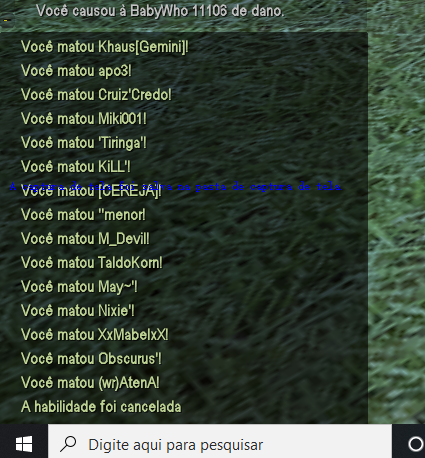 Você causou à BabyWho 11106 de dano.
Você matou Khaus[Gemini]!
Você matou apo3!
Você matou Cruiz'Credo!
Você matou Miki001!
Você matou 'Tiringa'!
Você matou KiLL'!
Você matou [CEREJA]!
Você matou ''menor!
Você matou M_Devil!
Você matou TaldoKorn!
Você matou May~'!
Você matou Nixie'!
Você matou XxMabelxX!
Você matou Obscurus'!
Você matou (wr)AtenA!
A habilidade foi cancelada
Digite aqui para pesquisar